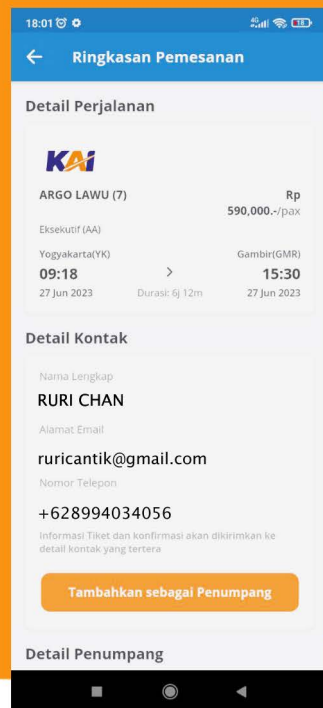 18:01
4G
18
Ringkasan Pemesanan
Detail Perjalanan
KAI
ARGO LAWU (7)
Rp
590,000.-/pax
Eksekutif (AA)
Yogyakarta(YK)
Gambir(GMR)
09:18 > 15:30
27 Jun 2023
Durasi: 6j 12m
27 Jun 2023
Detail Kontak
Nama Lengkap
RURI CHAN
Alamat Email
ruricantik@gmail.com
Nomor Telepon
+628994034056
Informasi Tiket dan konfirmasi akan dikirimkan ke
detail kontak yang tertera
Tambahkan sebagai Penumpang
Detail Penumpang